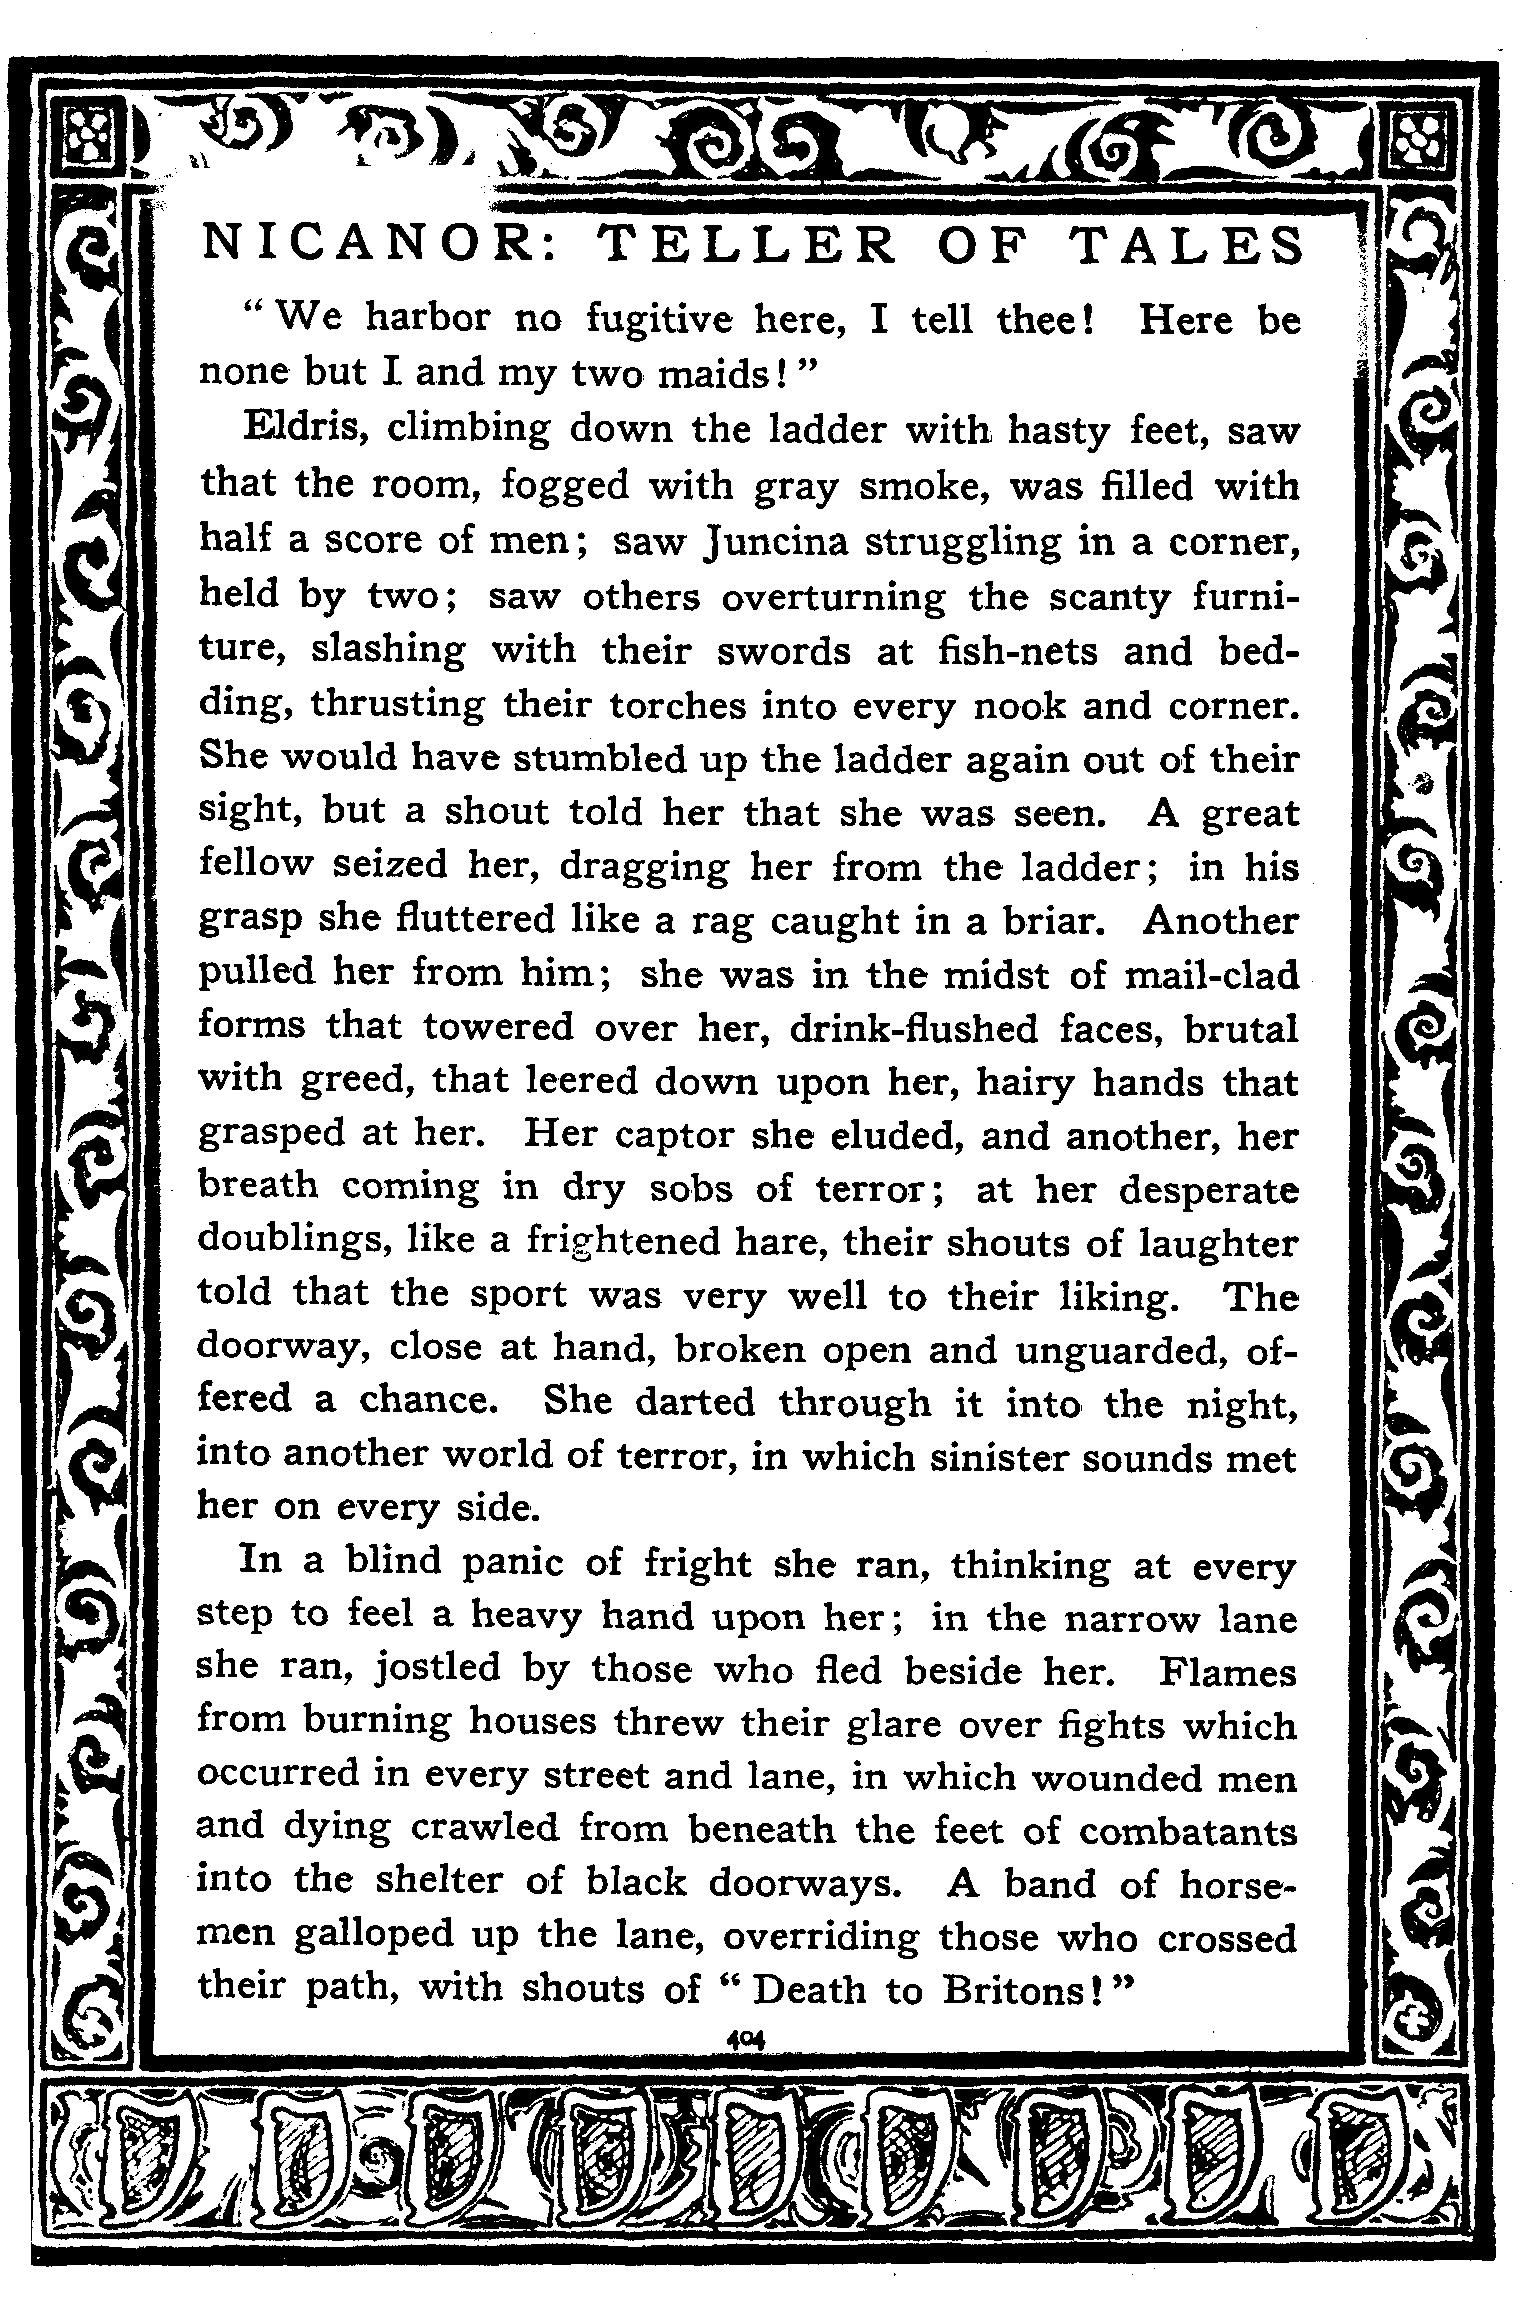 NICANOR: TELLER OF TALES
“ We harbor no fugitive here, I tell thee! Here be
none but I and my two maids! ”
Eldris, climbing down the ladder with hasty feet, saw
that the room, fogged with gray smoke, was filled with
half a score of men; saw Juncina struggling in a corner,
held by two; saw others overturning the scanty furni-
ture, slashing with their swords at fish-nets and bed-
ding, thrusting their torches into every nook and corner.
She would have stumbled up the ladder again out of their
sight, but a shout told her that she was seen. A great
fellow seized her, dragging her from the ladder; in his
grasp she fluttered like a rag caught in a briar. Another
pulled her from him; she was in the midst of mail-clad
forms that towered over her, drink-flushed faces, brutal
with greed, that leered down upon her, hairy hands that
grasped at her. Her captor she eluded, and another, her
breath coming in dry sobs of terror; at her desperate
doublings, like a frightened hare, their shouts of laughter
told that the sport was very well to their liking. The
doorway, close at hand, broken open and unguarded, of-
fered a chance. She darted through it into the night,
into another world of terror, in which sinister sounds met
her on every side.
In a blind panic of fright she ran, thinking at every
step to feel a heavy hand upon her; in the narrow lane
she ran, jostled by those who fled beside her. Flames
from burning houses threw their glare over fights which
occurred in every street and lane, in which wounded men
and dying crawled from beneath the feet of combatants
into the shelter of black doorways. A band of horse-
men galloped up the lane, overriding those who crossed
their path, with shouts of “ Death to Britons! ”
404